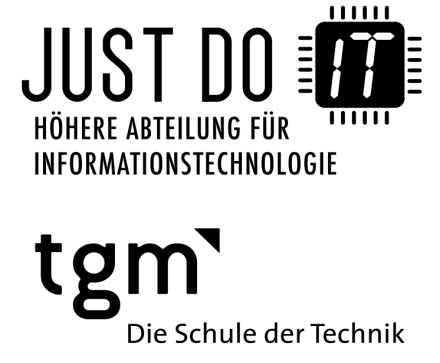 JUST DO IT
HÖHERE ABTEILUNG FÜR
INFORMATIONSTECHNOLOGIE
tgm
Die Schule der Technik